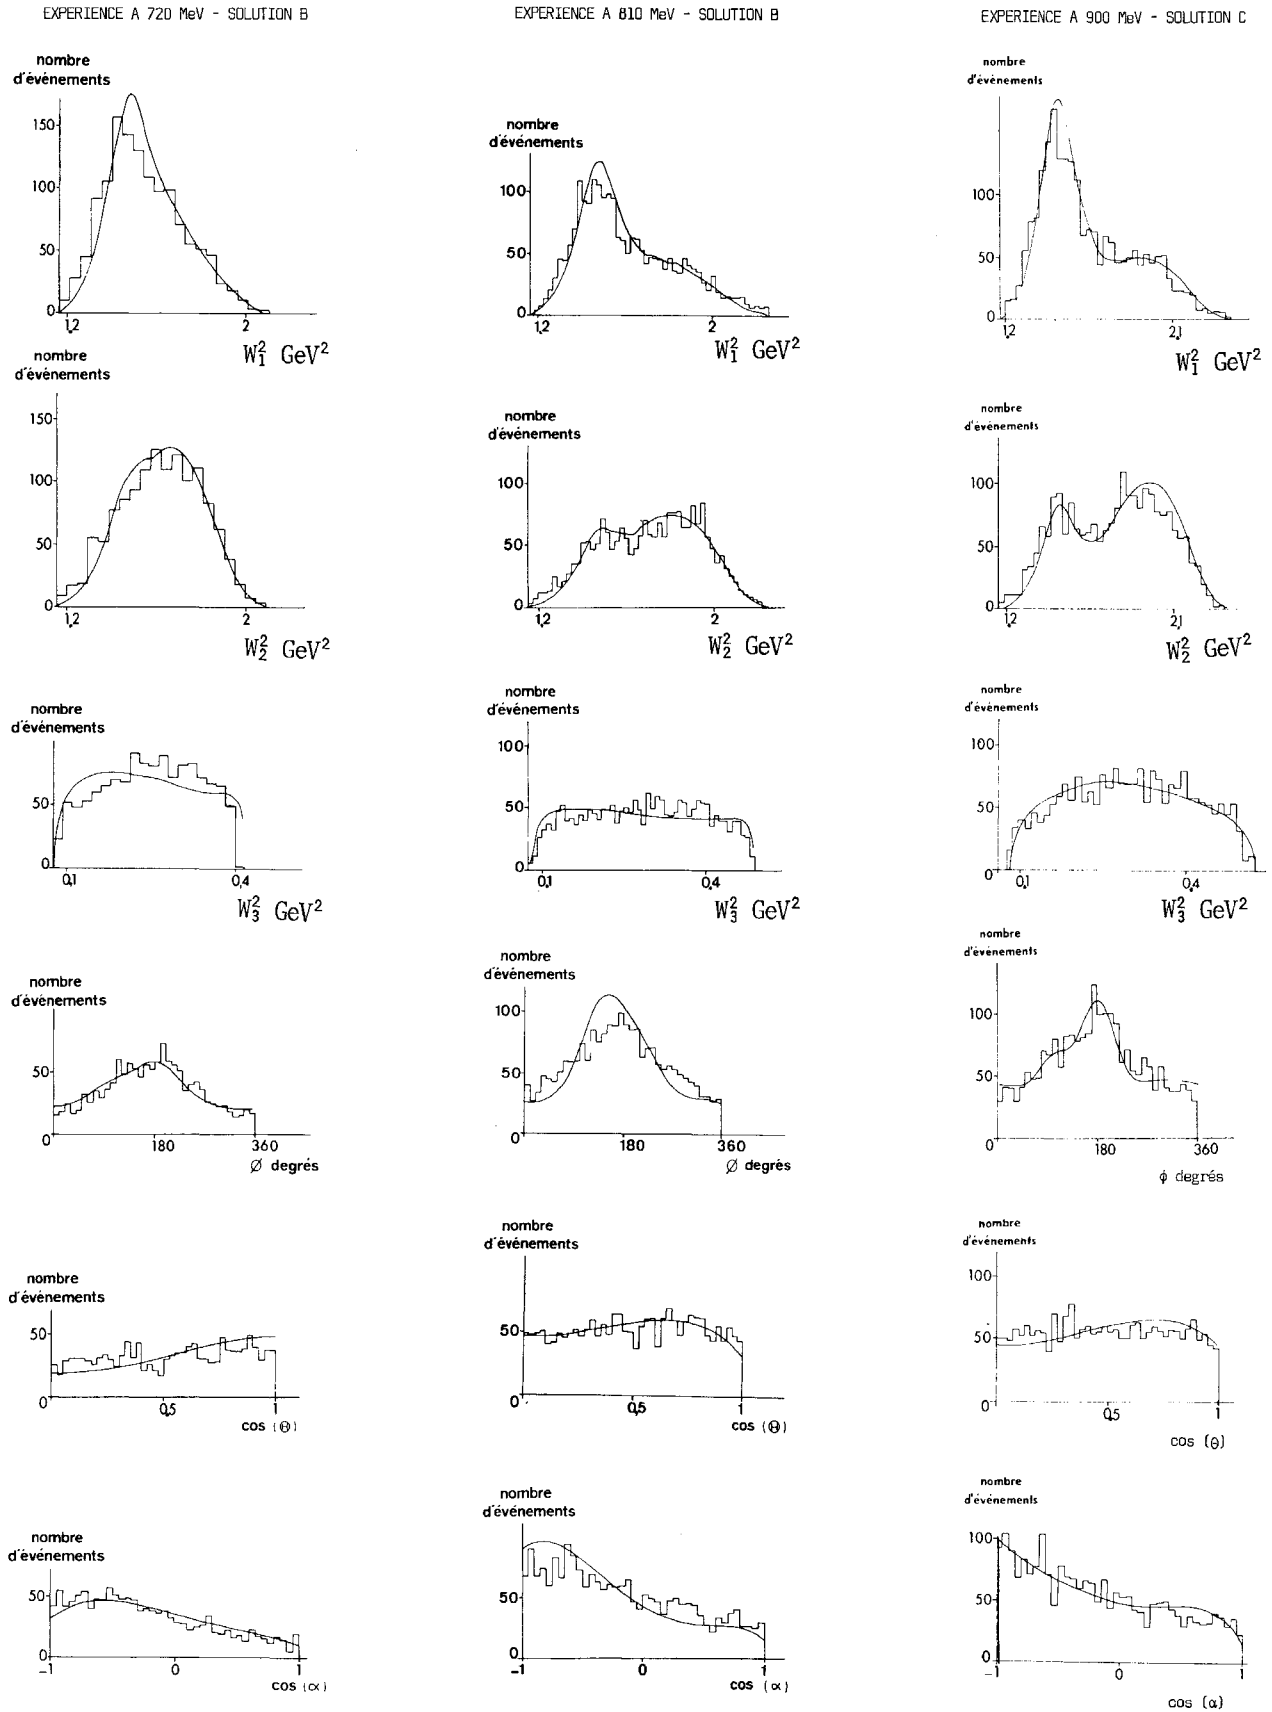 EXPERIENCE A 720 MeV - SOLUTION B
nombre
d'événements
150
100
50
0
1,2
2
W₁² GeV²
nombre
d'événements
150
100
50
0
1,2
2
W₂² GeV²
nombre
d'événements
50
0
0,1
0,4
W₃² GeV²
nombre
d'événements
50
0
180
360
Ø degrés
nombre
d'événements
50
0
0,5
1
cos (Θ)
nombre
d'événements
50
0
-1
0
1
cos (α)
EXPERIENCE A 810 MeV - SOLUTION B
nombre
d'événements
100
50
0
1,2
2
W₁² GeV²
nombre
d'événements
100
50
0
1,2
2
W₂² GeV²
nombre
d'événements
100
50
0
0,1
0,4
W₃² GeV²
nombre
d'événements
100
50
0
180
360
Ø degrés
nombre
d'événements
50
0
0,5
1
cos (Θ)
nombre
d'événements
50
0
-1
0
1
cos (α)
EXPERIENCE A 900 MeV - SOLUTION C
nombre
d'événements
100
50
0
1,2
2,1
W₁² GeV²
nombre
d'événements
100
50
0
1,2
2,1
W₂² GeV²
nombre
d'événements
100
50
0
0,1
0,4
W₃² GeV²
nombre
d'événements
100
50
0
180
360
ϕ degrés
nombre
d'événements
100
50
0
0,5
1
cos (θ)
nombre
d'événements
100
50
0
-1
0
1
cos (α)